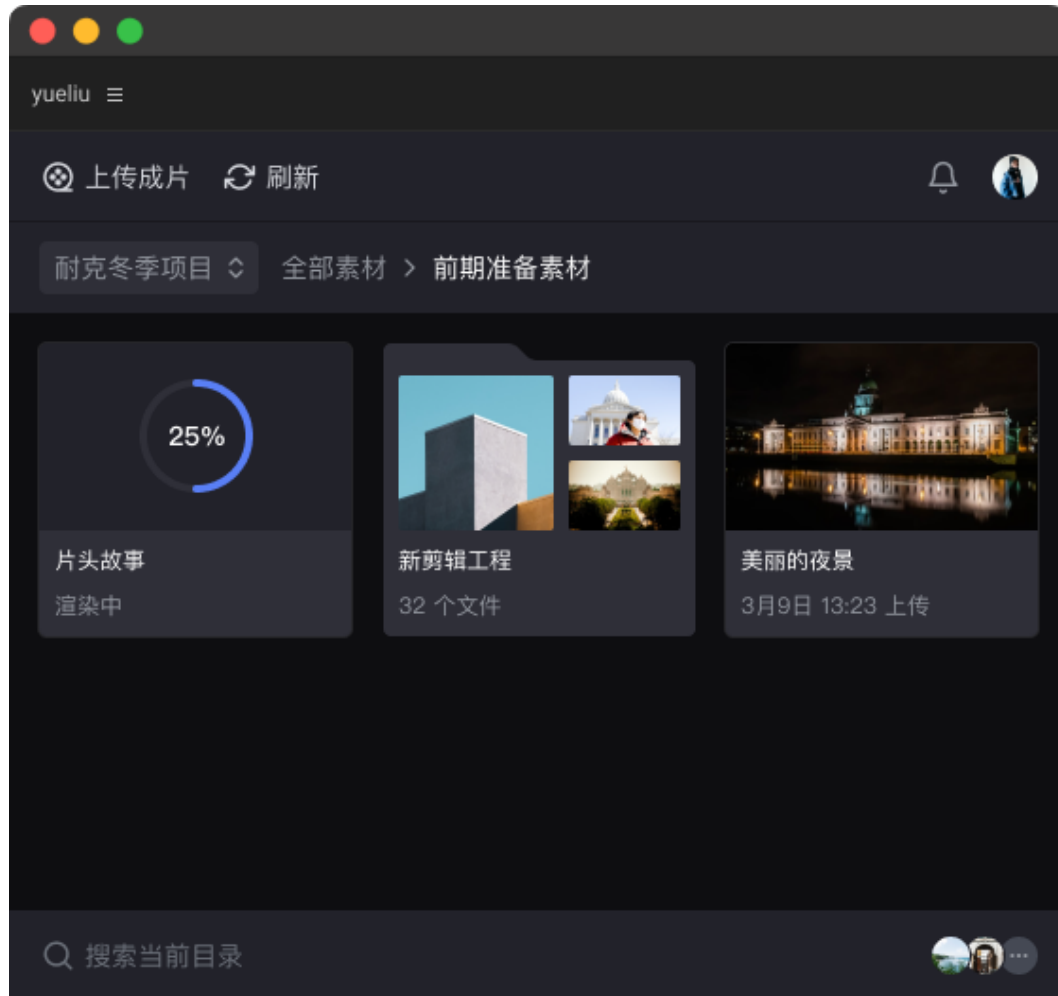 yueliu
上传成片 刷新
耐克冬季项目 全部素材 > 前期准备素材
25%
片头故事
渲染中
新剪辑工程
32 个文件
美丽的夜景
3月9日 13:23 上传
搜索当前目录